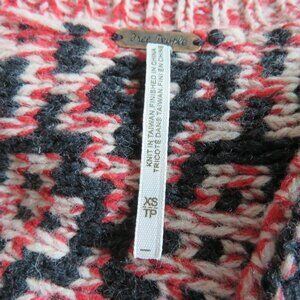 Free People
KNIT IN TAIWAN, FINISHED IN CHINA
TRICOTÉ DANS TAIWAN, FINI EN CHINE
XS
TP